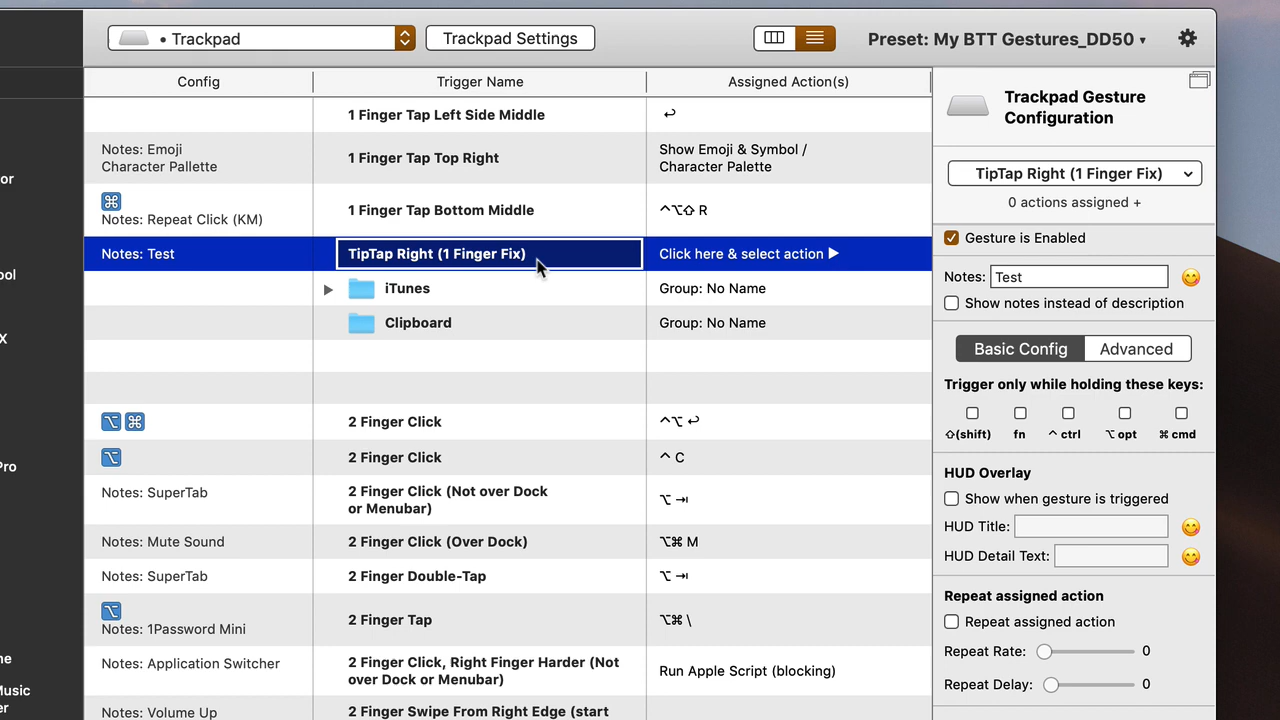 • Trackpad
Trackpad Settings
Preset: My BTT Gestures_DD50 ▾
Config
Trigger Name
Assigned Action(s)
1 Finger Tap Left Side Middle
↩
Notes: Emoji
Character Pallette
1 Finger Tap Top Right
Show Emoji & Symbol /
Character Palette
⌘
Notes: Repeat Click (KM)
1 Finger Tap Bottom Middle
^⌥⇧ R
Notes: Test
TipTap Right (1 Finger Fix)
Click here & select action ▶
▶ iTunes
Group: No Name
Clipboard
Group: No Name
⌥ ⌘
2 Finger Click
^⌥ ↩
⌥
2 Finger Click
^ C
Notes: SuperTab
2 Finger Click (Not over Dock
or Menubar)
⌥ ⇥
Notes: Mute Sound
2 Finger Click (Over Dock)
⌥⌘ M
Notes: SuperTab
2 Finger Double-Tap
⌥ ⇥
⌥
Notes: 1Password Mini
2 Finger Tap
⌥⌘ \
Notes: Application Switcher
2 Finger Click, Right Finger Harder (Not
over Dock or Menubar)
Run Apple Script (blocking)
Notes: Volume Up
2 Finger Swipe From Right Edge (start
Trackpad Gesture
Configuration
TipTap Right (1 Finger Fix)
0 actions assigned +
Gesture is Enabled
Notes: Test
Show notes instead of description
Basic Config
Advanced
Trigger only while holding these keys:
⇧(shift) fn ^ ctrl ⌥ opt ⌘ cmd
HUD Overlay
Show when gesture is triggered
HUD Title:
HUD Detail Text:
Repeat assigned action
Repeat assigned action
Repeat Rate: 0
Repeat Delay: 0
or
ool
X
Pro
ne
Music
er